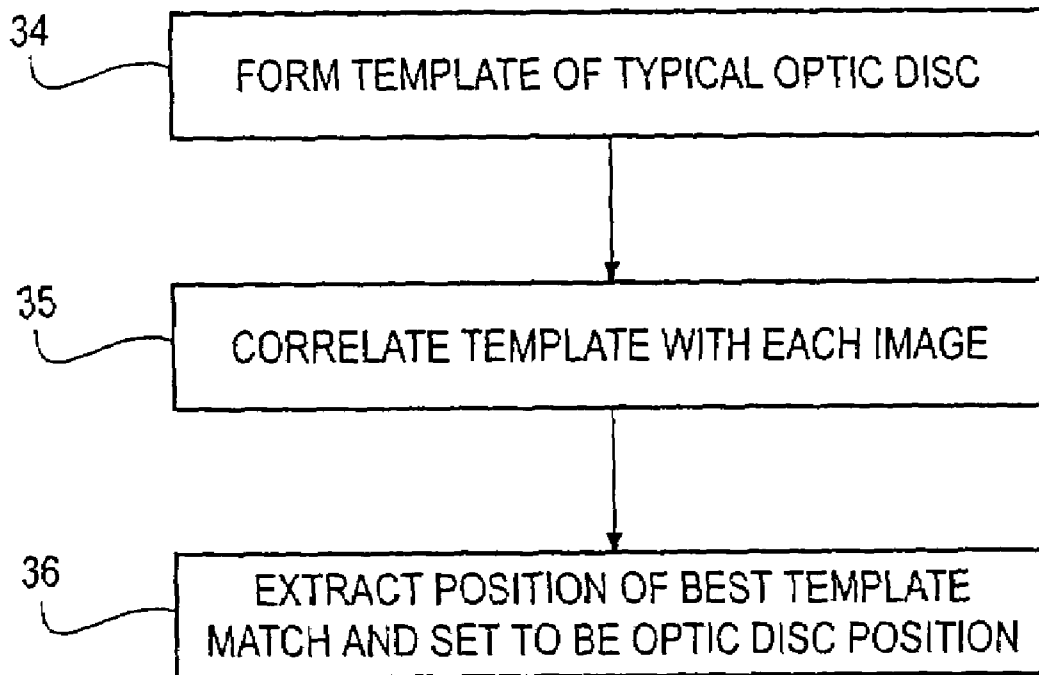 34
FORM TEMPLATE OF TYPICAL OPTIC DISC
35
CORRELATE TEMPLATE WITH EACH IMAGE
36
EXTRACT POSITION OF BEST TEMPLATE
MATCH AND SET TO BE OPTIC DISC POSITION